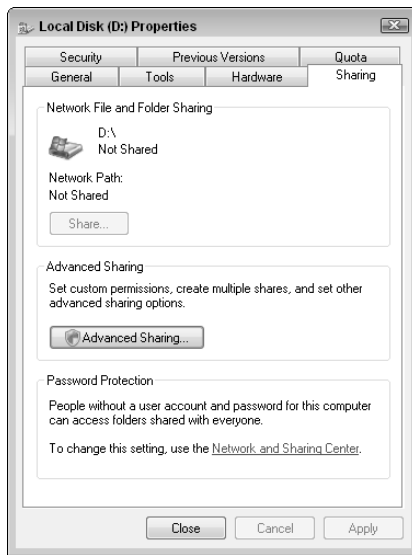 Local Disk (D:) Properties
Security Previous Versions Quota
General Tools Hardware Sharing
Network File and Folder Sharing
D:\
Not Shared
Network Path:
Not Shared
Share...
Advanced Sharing
Set custom permissions, create multiple shares, and set other
advanced sharing options.
Advanced Sharing...
Password Protection
People without a user account and password for this computer
can access folders shared with everyone.
To change this setting, use the Network and Sharing Center.
Close Cancel Apply